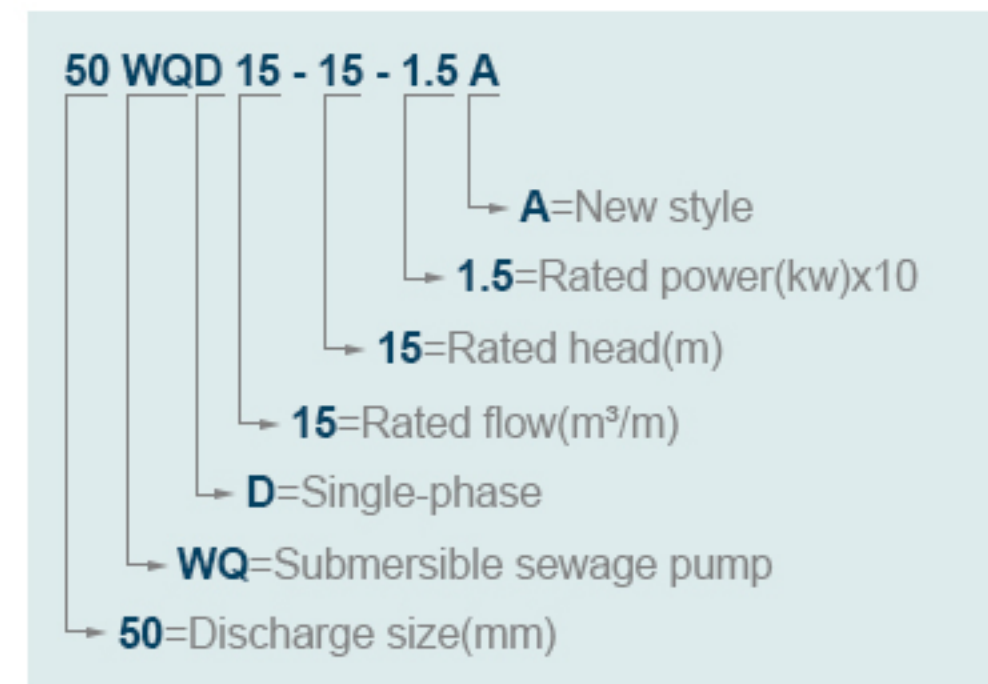 50 WQD 15 - 15 - 1.5 A
A=New style
1.5=Rated power(kw)x10
15=Rated head(m)
15=Rated flow(m³/m)
D=Single-phase
WQ=Submersible sewage pump
50=Discharge size(mm)